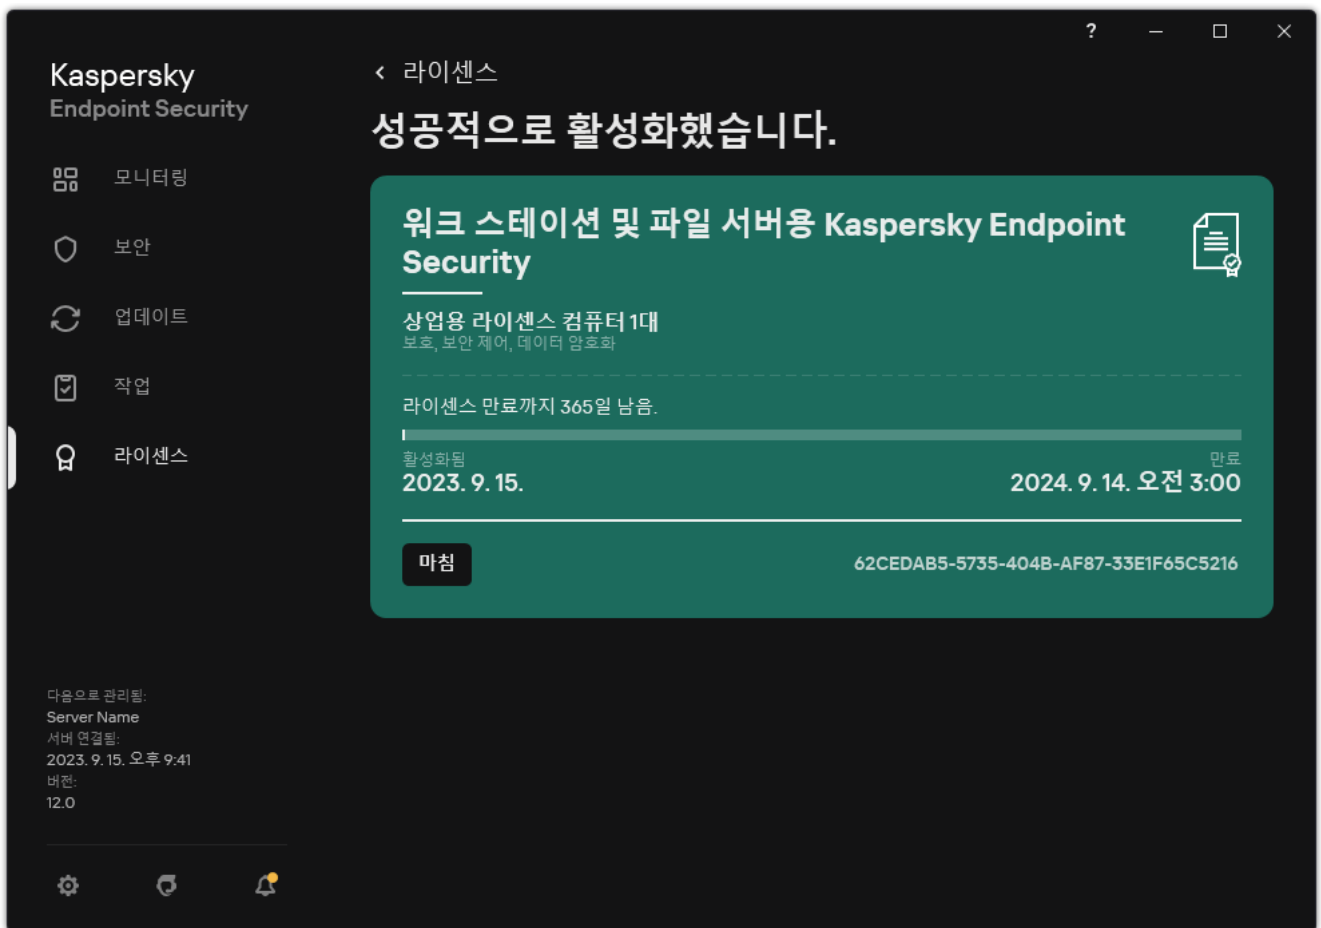 ?
Kaspersky
Endpoint Security
모니터링
보안
업데이트
작업
라이센스
다음으로 관리됨:
Server Name
서버 연결됨:
2023. 9. 15. 오후 9:41
버전:
12.0
라이센스
성공적으로 활성화했습니다.
워크 스테이션 및 파일 서버용 Kaspersky Endpoint
Security
상업용 라이센스 컴퓨터 1대
보호, 보안 제어, 데이터 암호화
라이센스 만료까지 365일 남음.
활성화됨
2023. 9. 15.
만료
2024. 9. 14. 오전 3:00
마침
62CEDAB5-5735-404B-AF87-33E1F65C5216